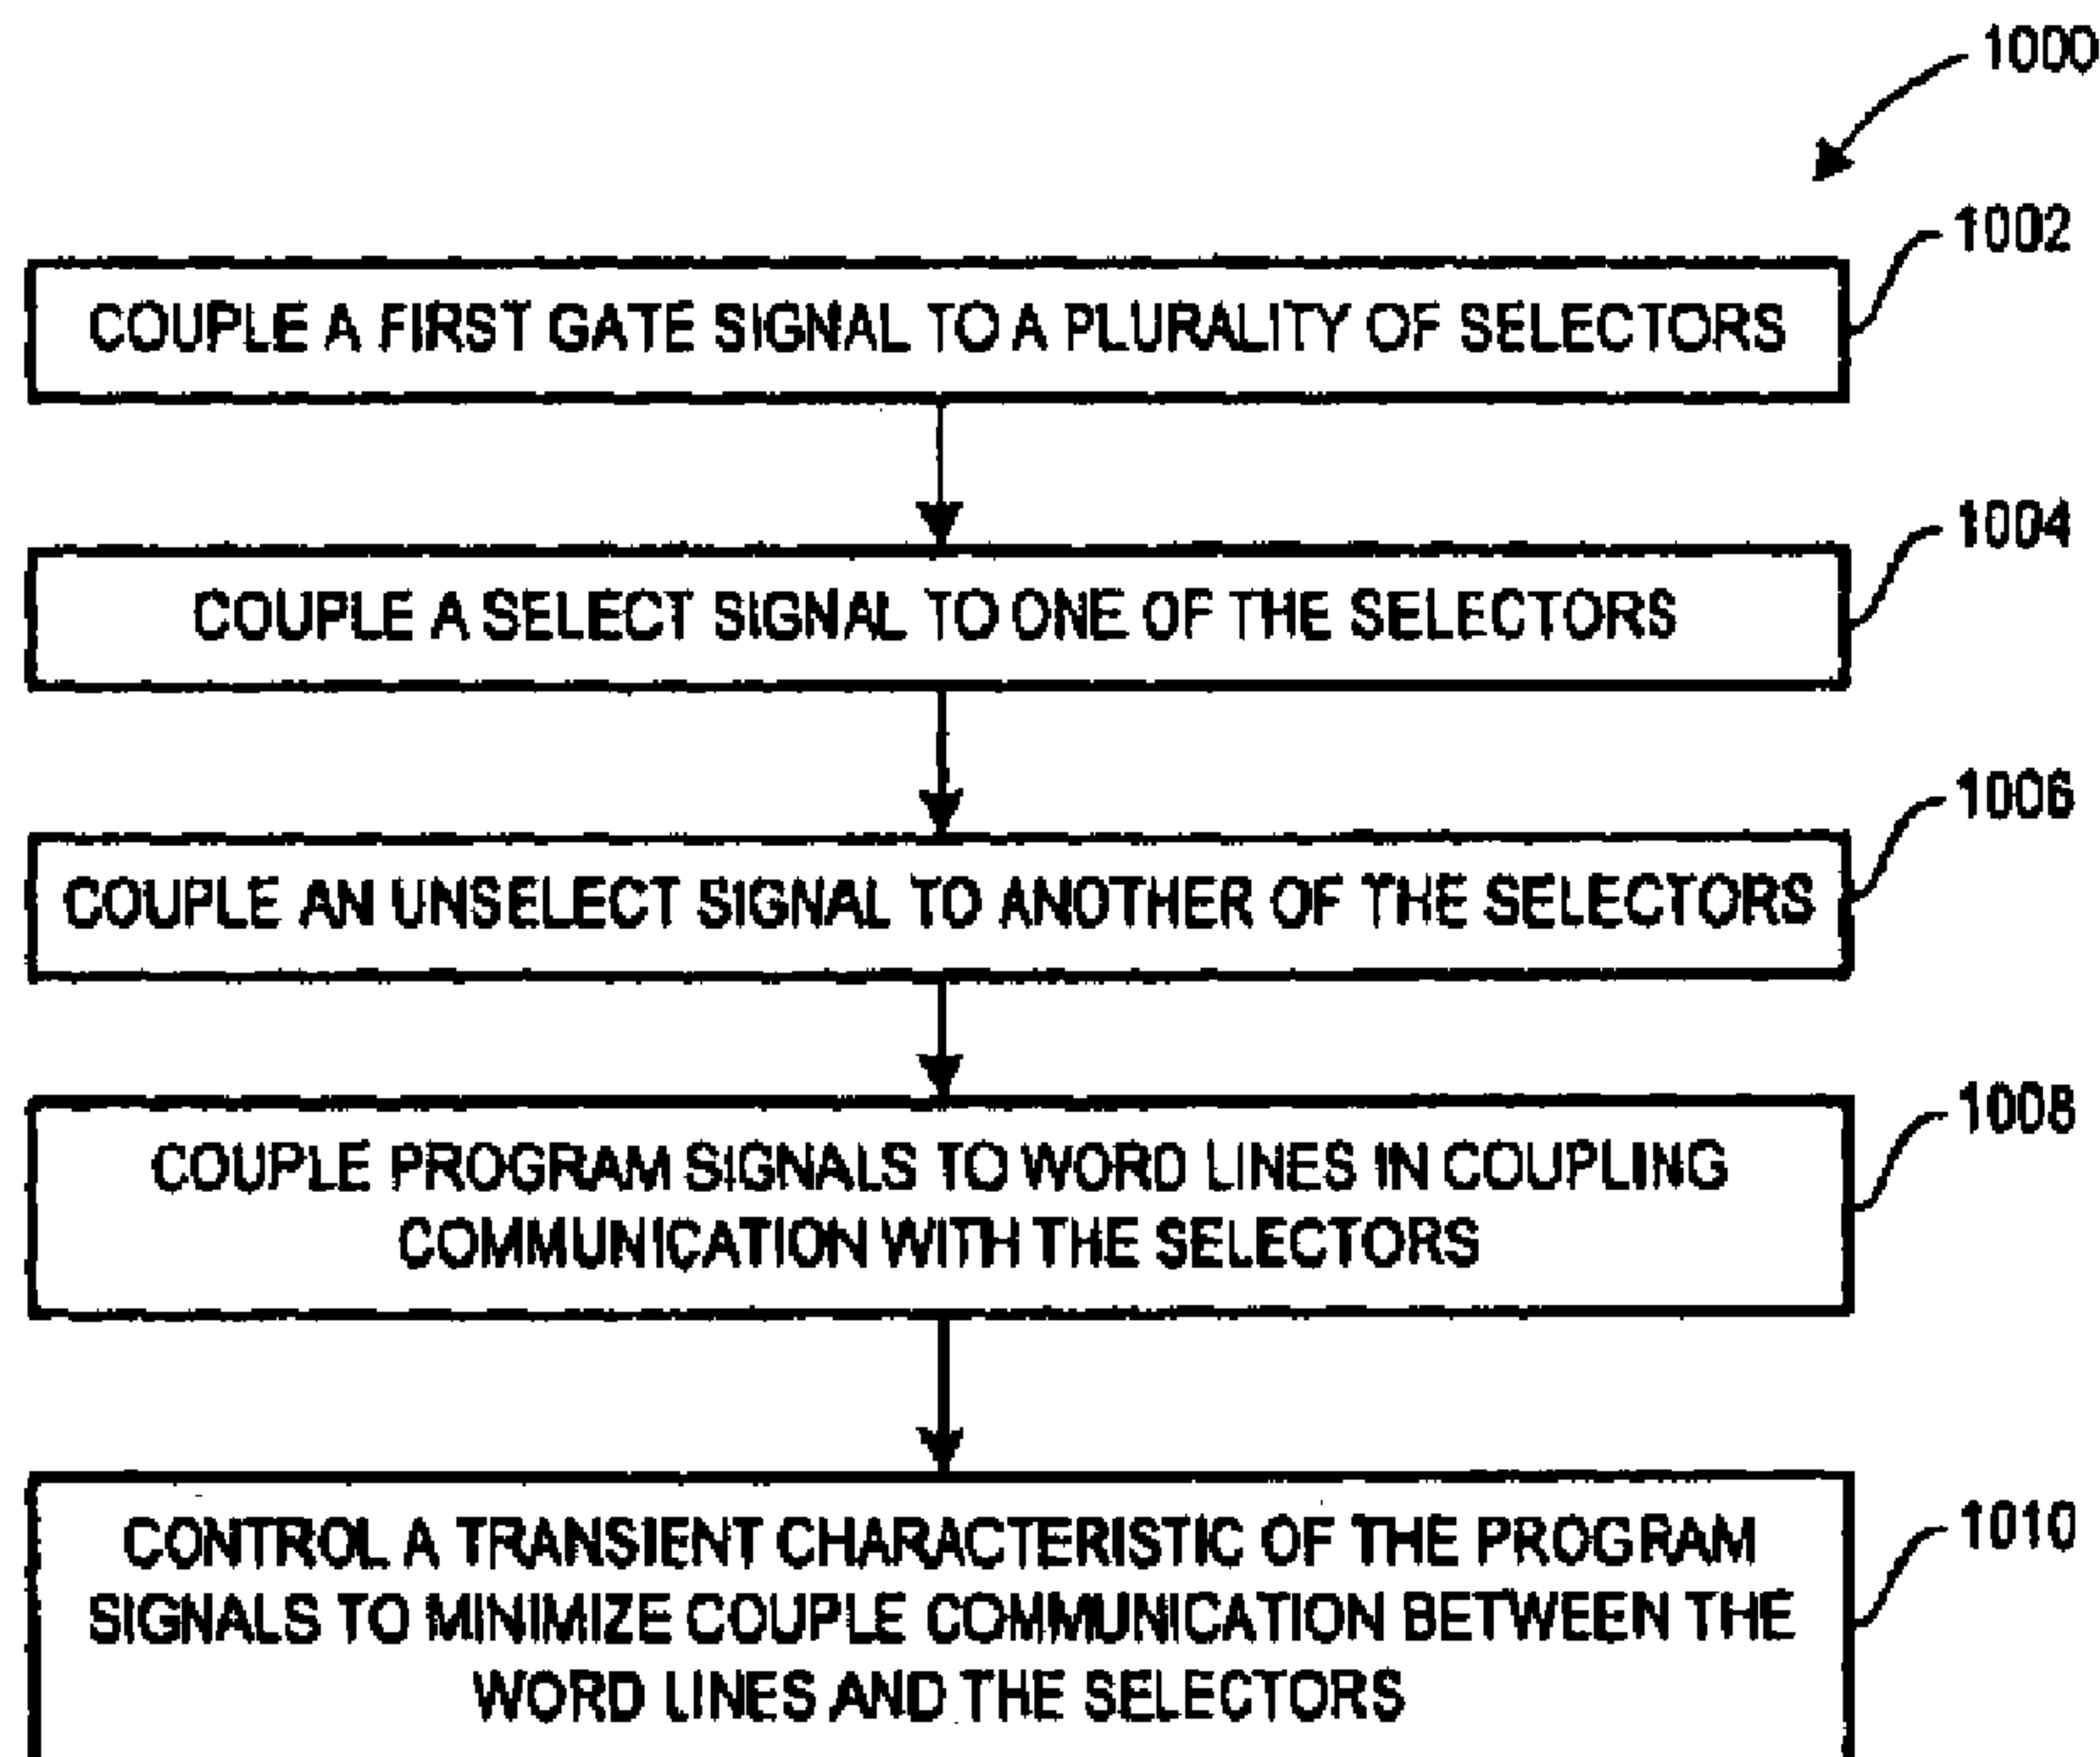 1000
1002
COUPLE A FIRST GATE SIGNAL TO A PLURALITY OF SELECTORS
1004
COUPLE A SELECT SIGNAL TO ONE OF THE SELECTORS
1006
COUPLE AN UNSELECT SIGNAL TO ANOTHER OF THE SELECTORS
1008
COUPLE PROGRAM SIGNALS TO WORD LINES IN COUPLING
COMMUNICATION WITH THE SELECTORS
1010
CONTROL A TRANSIENT CHARACTERISTIC OF THE PROGRAM
SIGNALS TO MINIMIZE COUPLE COMMUNICATION BETWEEN THE
WORD LINES AND THE SELECTORS